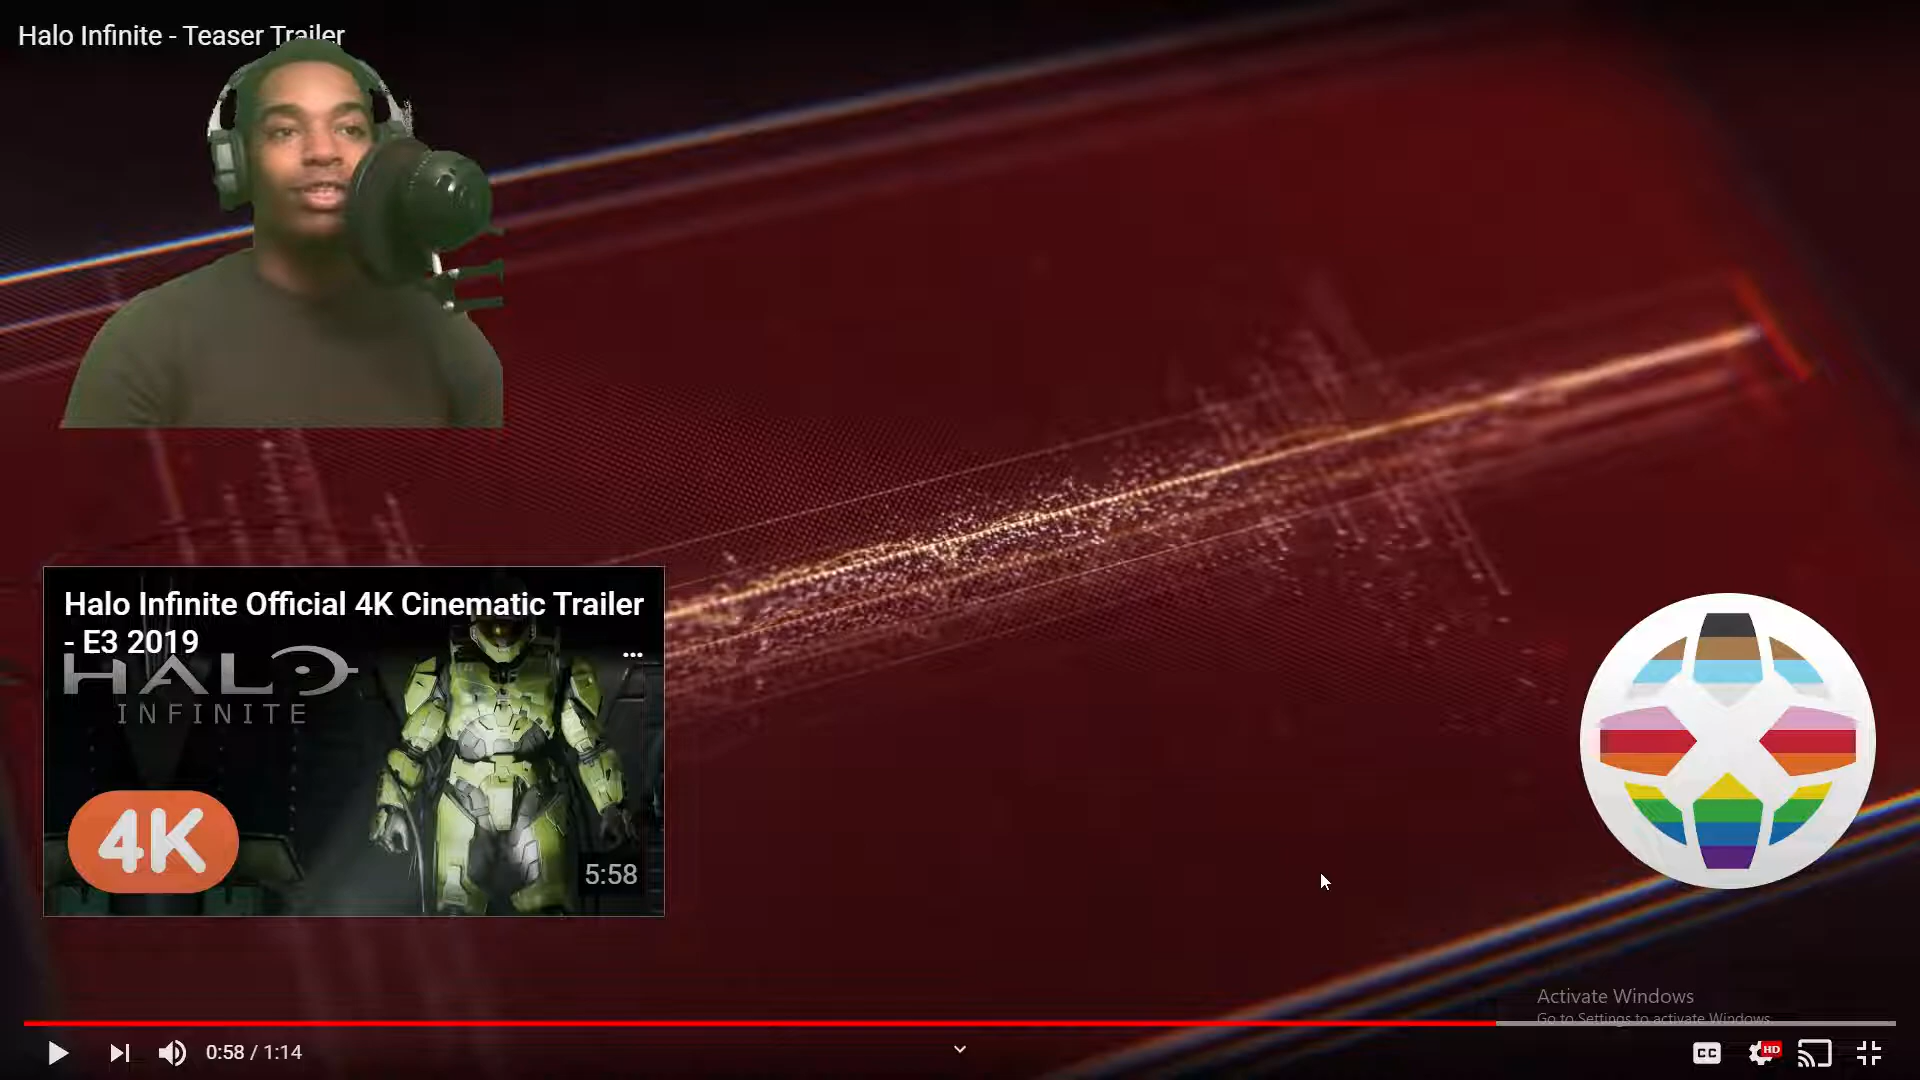 Halo Infinite - Teaser Trailer
Halo Infinite Official 4K Cinematic Trailer
- E3 2019
HALO
INFINITE
4K
5:58
Activate Windows
Go to Settings to activate Windows.
0:58 / 1:14
CC
HD